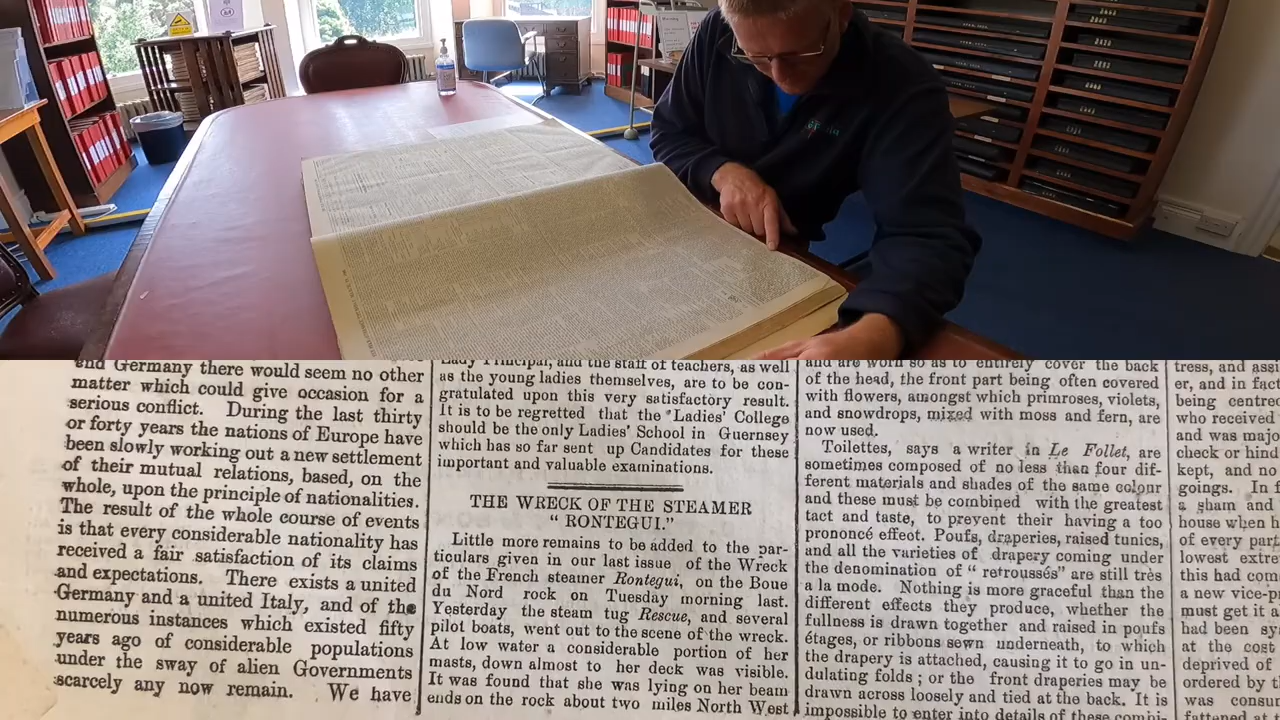 and Germany there would seem no other
matter which could give occasion for a
serious conflict. During the last thirty
or forty years the nations of Europe have
been slowly working out a new settlement
of their mutual relations, based, on the
whole, upon the principle of nationalities.
The result of the whole course of events
is that every considerable nationality has
received a fair satisfaction of its claims
and expectations. There exists a united
Germany and a united Italy, and of the
numerous instances which existed fifty
years ago of considerable populations
under the sway of alien Governments
scarcely any now remain. We have
Lady Principal, and the staff of teachers, as well
as the young ladies themselves, are to be con-
gratulated upon this very satisfactory result.
It is to be regretted that the Ladies' College
should be the only Ladies' School in Guernsey
which has so far sent up Candidates for these
important and valuable examinations.
THE WRECK OF THE STEAMER
"RONTEGUI."
Little more remains to be added to the par-
ticulars given in our last issue of the Wreck
of the French steamer Rontegui, on the Boue
du Nord rock on Tuesday morning last.
Yesterday the steam tug Rescue, and several
pilot boats, went out to the scene of the wreck.
At low water a considerable portion of her
masts, down almost to her deck was visible.
It was found that she was lying on her beam
ends on the rock about two miles North West
and are worn so as to entirely cover the back
of the head, the front part being often covered
with flowers, amongst which primroses, violets,
and snowdrops, mixed with moss and fern, are
now used.
Toilettes, says a writer in Le Follet, are
sometimes composed of no less than four dif-
ferent materials and shades of the same colour
and these must be combined with the greatest
tact and taste, to prevent their having a too
prononcé effect. Poufs, draperies, raised tunics,
and all the varieties of drapery coming under
the denomination of "retroussés" are still très
a la mode. Nothing is more graceful than the
different effects they produce, whether the
fullness is drawn together and raised in poufs
étages, or ribbons sewn underneath, to which
the drapery is attached, causing it to go in un-
dulating folds; or the front draperies may be
drawn across loosely and tied at the back. It is
impossible to enter into details of these combi-
tress, and assi
er, and in fact
being centred
who received
and was majo
check or hind
kept, and no
goings. In f
a sham and
house when h
of every part
lowest extre
this had com
a new vice-p
must get it a
had been sy
at the cost
deprived of
ordered by t
was consu